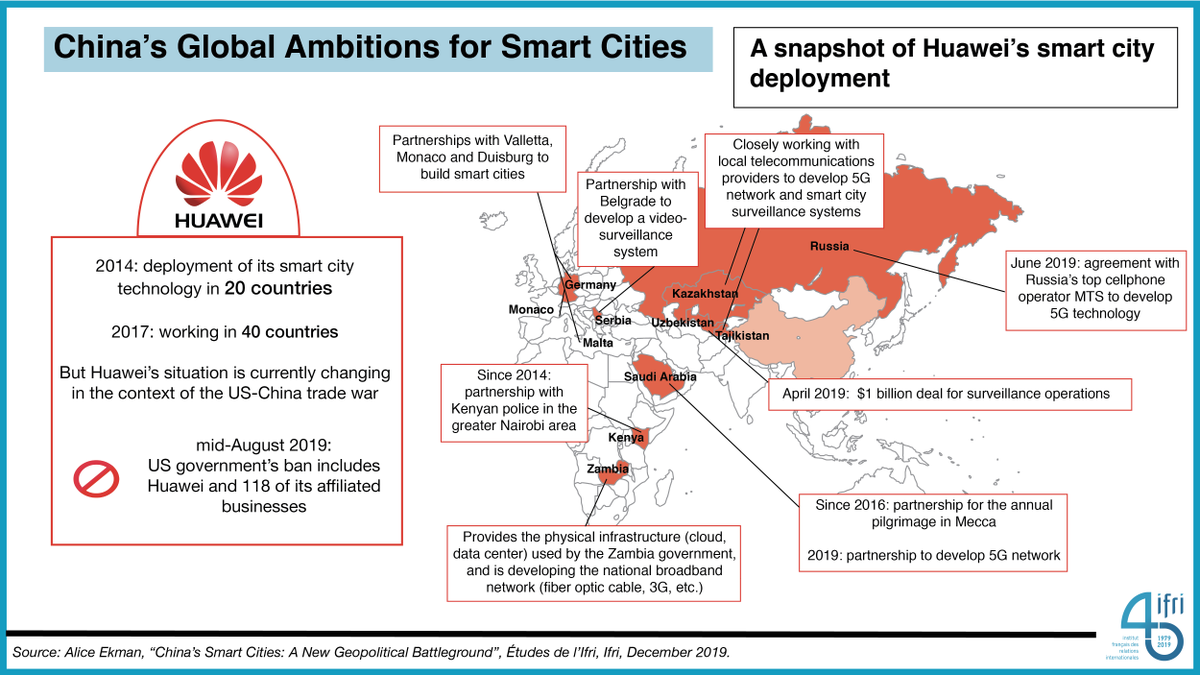 China's Global Ambitions for Smart Cities
A snapshot of Huawei's smart city
deployment
HUAWEI
2014: deployment of its smart city
technology in 20 countries
2017: working in 40 countries
But Huawei's situation is currently changing
in the context of the US-China trade war
mid-August 2019:
US government's ban includes
Huawei and 118 of its affiliated
businesses
Partnerships with Valletta,
Monaco and Duisburg to
build smart cities
Partnership with
Belgrade to
develop a video-
surveillance
system
Closely working with
local telecommunications
providers to develop 5G
network and smart city
surveillance systems
Russia
June 2019: agreement with
Russia's top cellphone
operator MTS to develop
5G technology
Germany
Kazakhstan
Monaco
Serbia
Uzbekistan
Tajikistan
Malta
Saudi Arabia
April 2019: $1 billion deal for surveillance operations
Since 2014:
partnership with
Kenyan police in the
greater Nairobi area
Kenya
Zambia
Since 2016: partnership for the annual
pilgrimage in Mecca
2019: partnership to develop 5G network
Provides the physical infrastructure (cloud,
data center) used by the Zambia government,
and is developing the national broadband
network (fiber optic cable, 3G, etc.)
ifri
45
institut
français des
relations
internationales
1979
2019
Source: Alice Ekman, “China's Smart Cities: A New Geopolitical Battleground”, Études de l'Ifri, Ifri, December 2019.